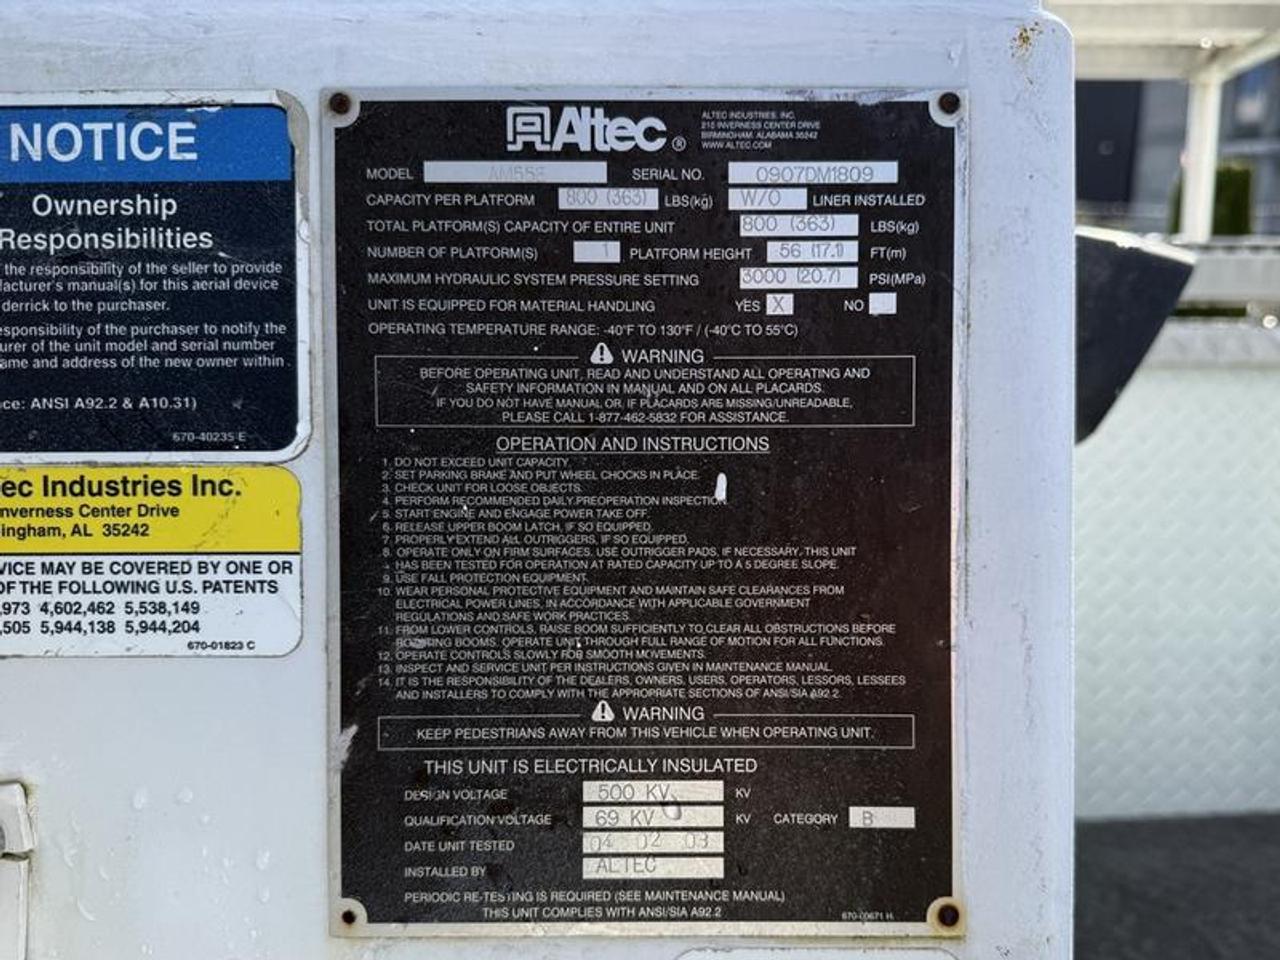 NOTICE
Ownership
Responsibilities
the responsibility of the seller to provide
manual(s) for this aerial device
derrick to the purchaser.
esponsibility of the purchaser to notify the
urer of the unit model and serial number
ame and address of the new owner within
ce: ANSI A92.2 & A10.31)
670-40235 E
ec Industries Inc.
nverness Center Drive
ingham, AL 35242
VICE MAY BE COVERED BY ONE OR
OF THE FOLLOWING U.S. PATENTS
,973 4,602,462 5,538,149
,505 5,944,138 5,944,204
670-01823 C
Altec®
ALTEC INDUSTRIES, INC.
210 INVERNESS CENTER DRIVE
BIRMINGHAM, ALABAMA 35242
WWW.ALTEC.COM
MODEL SERIAL NO. 0907DM1809
CAPACITY PER PLATFORM 800 (363) LBS(kg) W/O LINER INSTALLED
TOTAL PLATFORM(S) CAPACITY OF ENTIRE UNIT 800 (363) LBS(kg)
NUMBER OF PLATFORM(S) 1 PLATFORM HEIGHT 56 (17.1) FT(m)
MAXIMUM HYDRAULIC SYSTEM PRESSURE SETTING 3000 (20.7) PSI(MPa)
UNIT IS EQUIPPED FOR MATERIAL HANDLING YES X NO
OPERATING TEMPERATURE RANGE: -40°F TO 130°F / (-40°C TO 55°C)
WARNING
BEFORE OPERATING UNIT, READ AND UNDERSTAND ALL OPERATING AND
SAFETY INFORMATION IN MANUAL AND ON ALL PLACARDS.
IF YOU DO NOT HAVE MANUAL OR, IF PLACARDS ARE MISSING/UNREADABLE,
PLEASE CALL 1-877-462-5832 FOR ASSISTANCE.
OPERATION AND INSTRUCTIONS
1. DO NOT EXCEED UNIT CAPACITY.
2. SET PARKING BRAKE AND PUT WHEEL CHOCKS IN PLACE.
3. CHECK UNIT FOR LOOSE OBJECTS.
4. PERFORM RECOMMENDED DAILY PREOPERATION INSPECTION.
5. START ENGINE AND ENGAGE POWER TAKE OFF.
6. RELEASE UPPER BOOM LATCH, IF SO EQUIPPED.
7. PROPERLY EXTEND ALL OUTRIGGERS, IF SO EQUIPPED.
8. OPERATE ONLY ON FIRM SURFACES. USE OUTRIGGER PADS, IF NECESSARY. THIS UNIT
HAS BEEN TESTED FOR OPERATION AT RATED CAPACITY UP TO A 5 DEGREE SLOPE.
9. USE FALL PROTECTION EQUIPMENT.
10. WEAR PERSONAL PROTECTIVE EQUIPMENT AND MAINTAIN SAFE CLEARANCES FROM
ELECTRICAL POWER LINES, IN ACCORDANCE WITH APPLICABLE GOVERNMENT
REGULATIONS AND SAFE WORK PRACTICES.
11. FROM LOWER CONTROLS, RAISE BOOM SUFFICIENTLY TO CLEAR ALL OBSTRUCTIONS BEFORE
ROTATING BOOMS. OPERATE UNIT THROUGH FULL RANGE OF MOTION FOR ALL FUNCTIONS.
12. OPERATE CONTROLS SLOWLY FOR SMOOTH MOVEMENTS.
13. INSPECT AND SERVICE UNIT PER INSTRUCTIONS GIVEN IN MAINTENANCE MANUAL.
14. IT IS THE RESPONSIBILITY OF THE DEALERS, OWNERS, USERS, OPERATORS, LESSORS, LESSEES
AND INSTALLERS TO COMPLY WITH THE APPROPRIATE SECTIONS OF ANSI/SIA A92.2.
WARNING
KEEP PEDESTRIANS AWAY FROM THIS VEHICLE WHEN OPERATING UNIT.
THIS UNIT IS ELECTRICALLY INSULATED
DESIGN VOLTAGE 500 KV KV
QUALIFICATION VOLTAGE 69 KV KV CATEGORY B
DATE UNIT TESTED 04 02 03
INSTALLED BY ALTEC
PERIODIC RE-TESTING IS REQUIRED (SEE MAINTENANCE MANUAL)
THIS UNIT COMPLIES WITH ANSI/SIA A92.2
670-00671 H